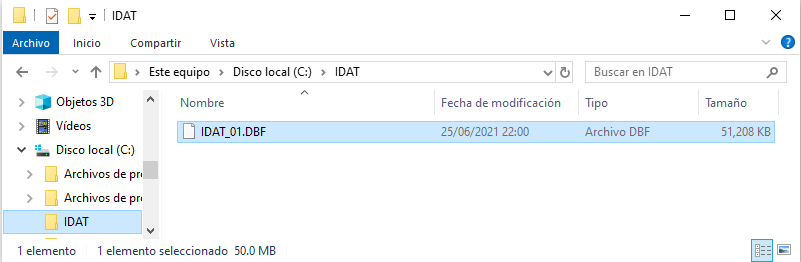 IDAT
Archivo Inicio Compartir Vista
Este equipo > Disco local (C:) > IDAT
Buscar en IDAT
Objetos 3D
Vídeos
Disco local (C:)
Archivos de pro
Archivos de pro
IDAT
Nombre Fecha de modificación Tipo Tamaño
IDAT_01.DBF 25/06/2021 22:00 Archivo DBF 51,208 KB
1 elemento 1 elemento seleccionado 50.0 MB